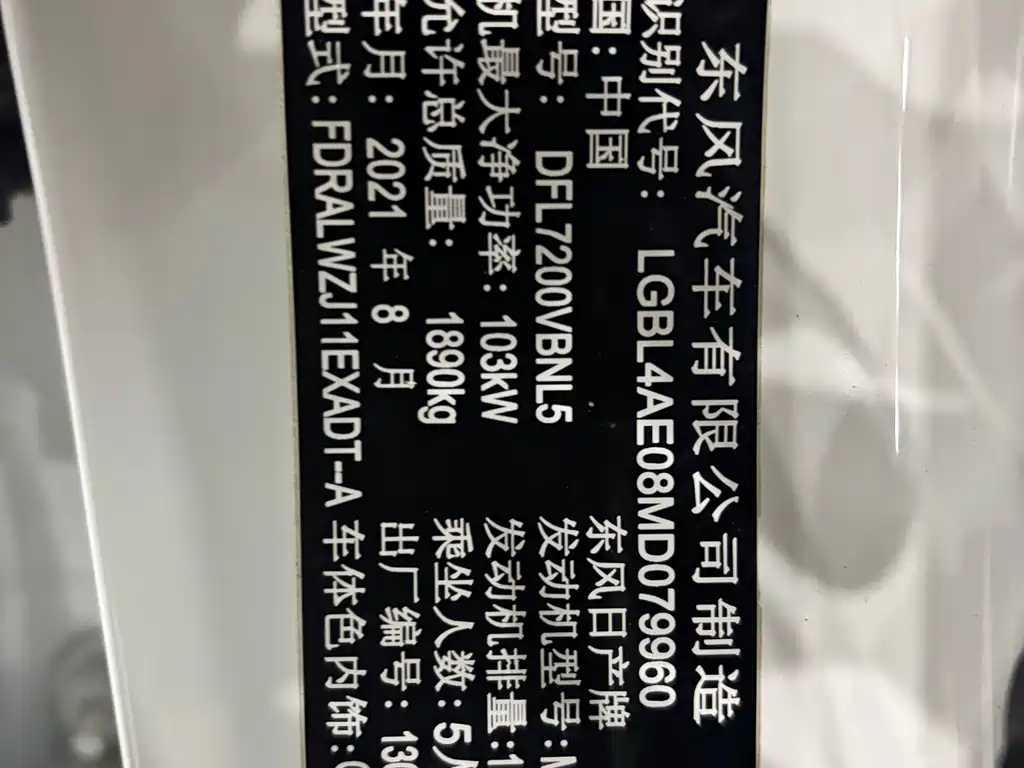 东风汽车有限公司制造
识别代号：LGBL4AE08MD079960
国：中国 东风日产牌
型号：DFL7200VBNL5 发动机型号：
机最大净功率：103kW 发动机排量：1
允许总质量：1890kg 乘坐人数：5人
年月：2021 年 8 月 出厂编号：130
型式：FDRALWZJ11EXADT--A 车体色内饰：